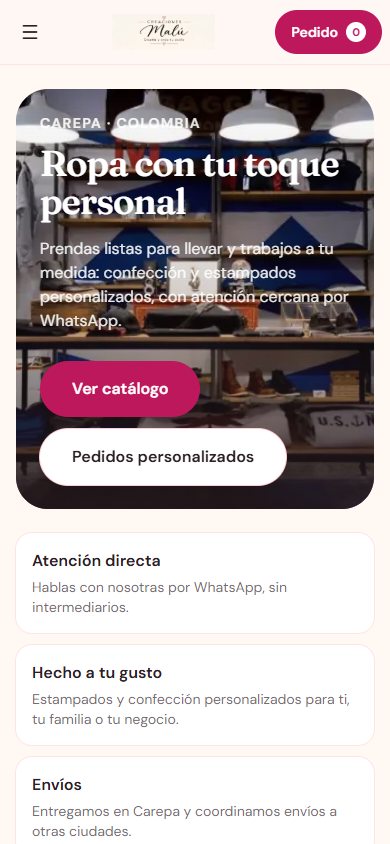 ☰
CREACIONES
Malú
Pedido 0
CAREPA · COLOMBIA
Ropa con tu toque
personal
Prendas listas para llevar y trabajos a tu
medida: confección y estampados
personalizados, con atención cercana por
WhatsApp.
Ver catálogo
Pedidos personalizados
U.S.
Atención directa
Hablas con nosotras por WhatsApp, sin
intermediarios.
Hecho a tu gusto
Estampados y confección personalizados para ti,
tu familia o tu negocio.
Envíos
Entregamos en Carepa y coordinamos envíos a
otras ciudades.